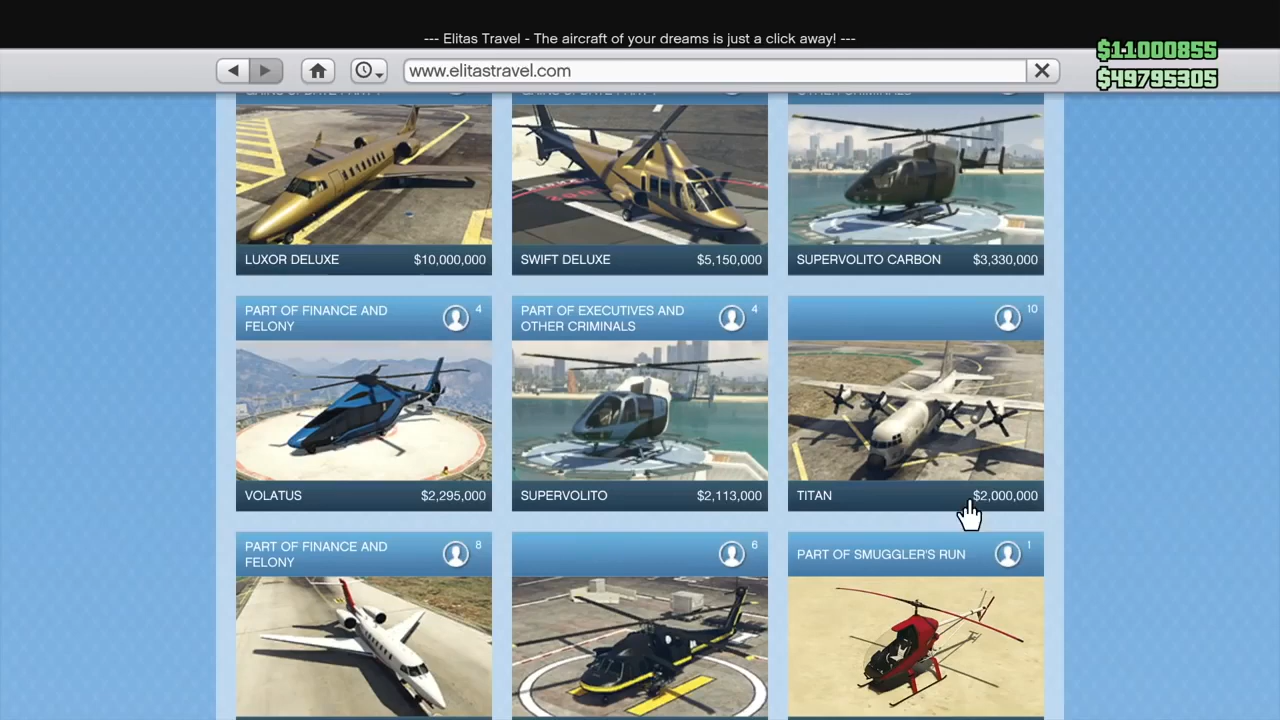 --- Elitas Travel - The aircraft of your dreams is just a click away! ---
$11000855
www.elitastravel.com
$49795305
LUXOR DELUXE $10,000,000
SWIFT DELUXE $5,150,000
SUPERVOLITO CARBON $3,330,000
PART OF FINANCE AND
FELONY
4
PART OF EXECUTIVES AND
OTHER CRIMINALS
4
10
VOLATUS $2,295,000
SUPERVOLITO $2,113,000
TITAN $2,000,000
PART OF FINANCE AND
FELONY
8
6
PART OF SMUGGLER'S RUN
1